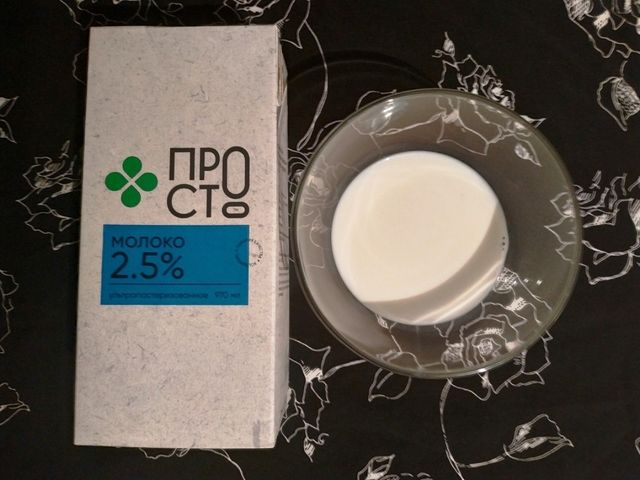 ПРО
СТО
МОЛОКО
2.5%
ультрапастеризованное 970 мл